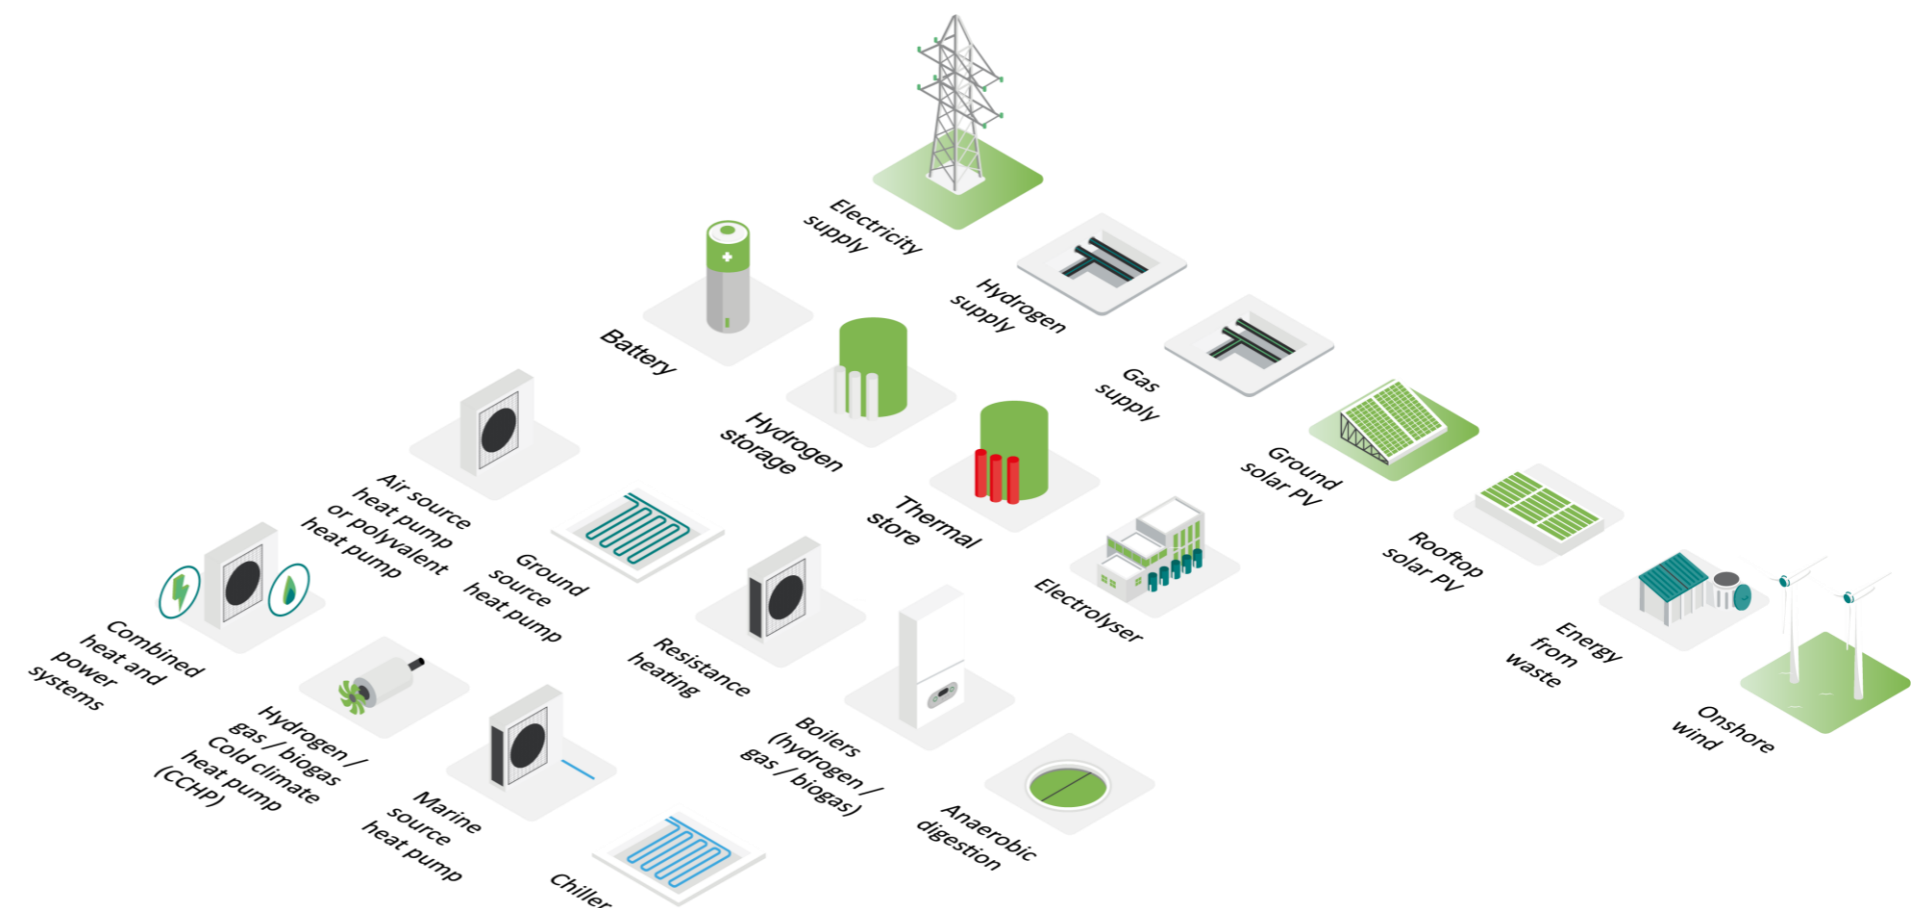 Electricity
supply
Hydrogen
supply
Gas
supply
Ground
solar PV
Rooftop
solar PV
Energy
from
waste
Onshore
wind
Battery
Hydrogen
storage
Thermal
store
Electrolyser
Air source
heat pump
or polyvalent
heat pump
Ground
source
heat pump
Resistance
heating
Boilers
(hydrogen /
gas / biogas)
Anaerobic
digestion
Combined
heat and
power
systems
Hydrogen /
gas / biogas
Cold climate
heat pump
(CCHP)
Marine
source
heat pump
Chiller